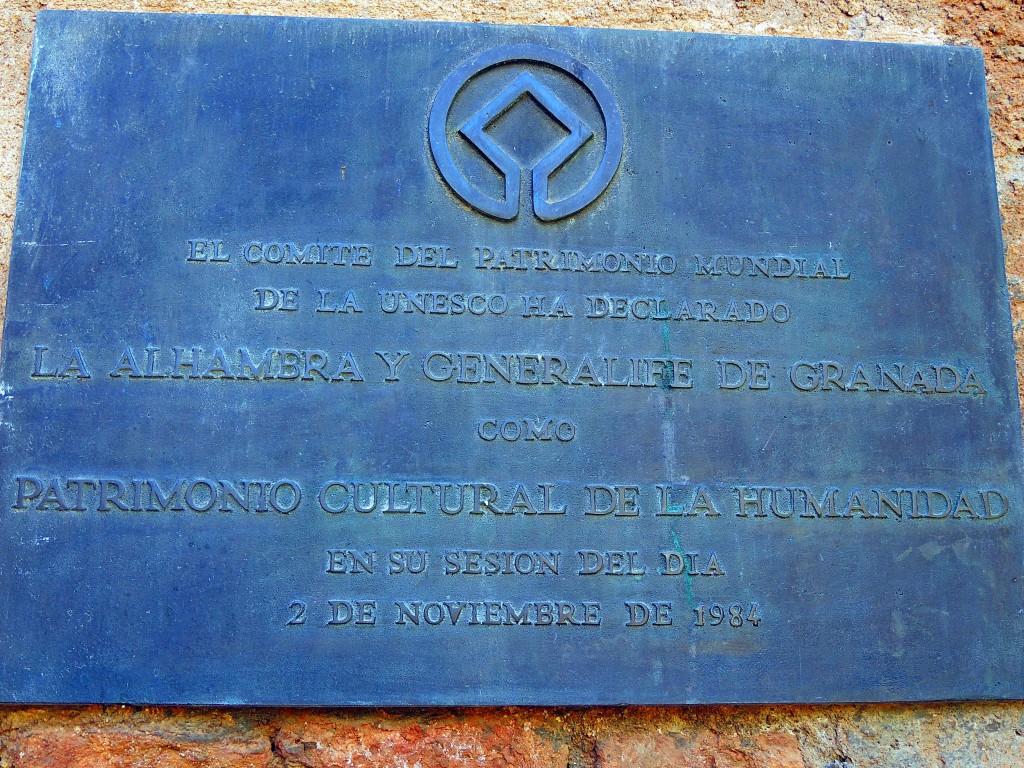 EL COMITE DEL PATRIMONIO MUNDIAL
DE LA UNESCO HA DECLARADO
LA ALHAMBRA Y GENERALIFE DE GRANADA
COMO
PATRIMONIO CULTURAL DE LA HUMANIDAD
EN SU SESION DEL DIA
2 DE NOVIEMBRE DE 1984